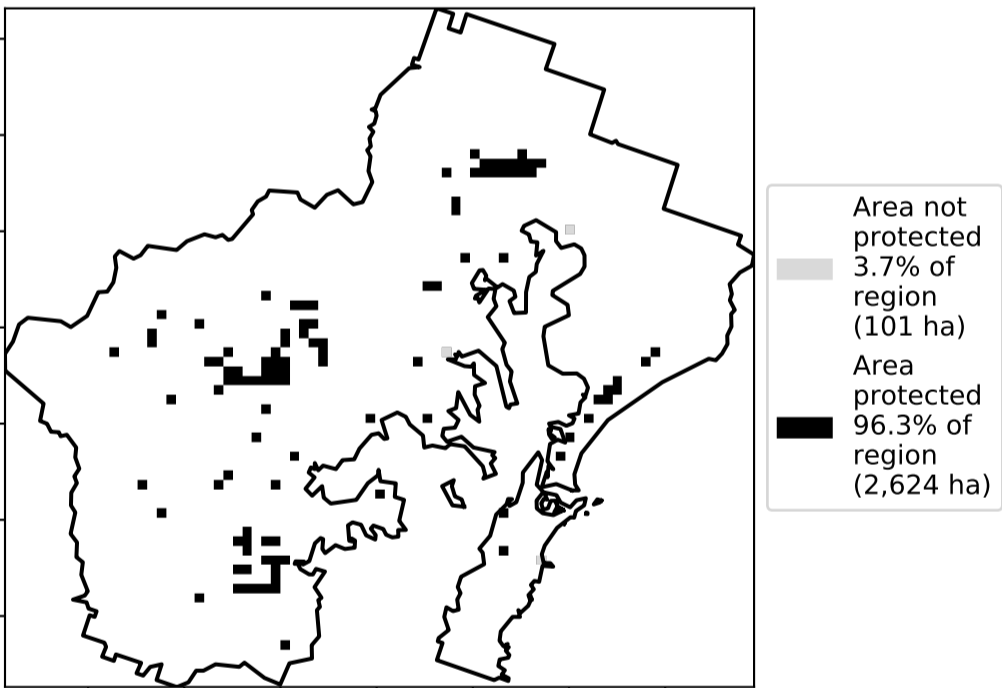 Area not
protected
3.7% of
region
(101 ha)
Area
protected
96.3% of
region
(2,624 ha)